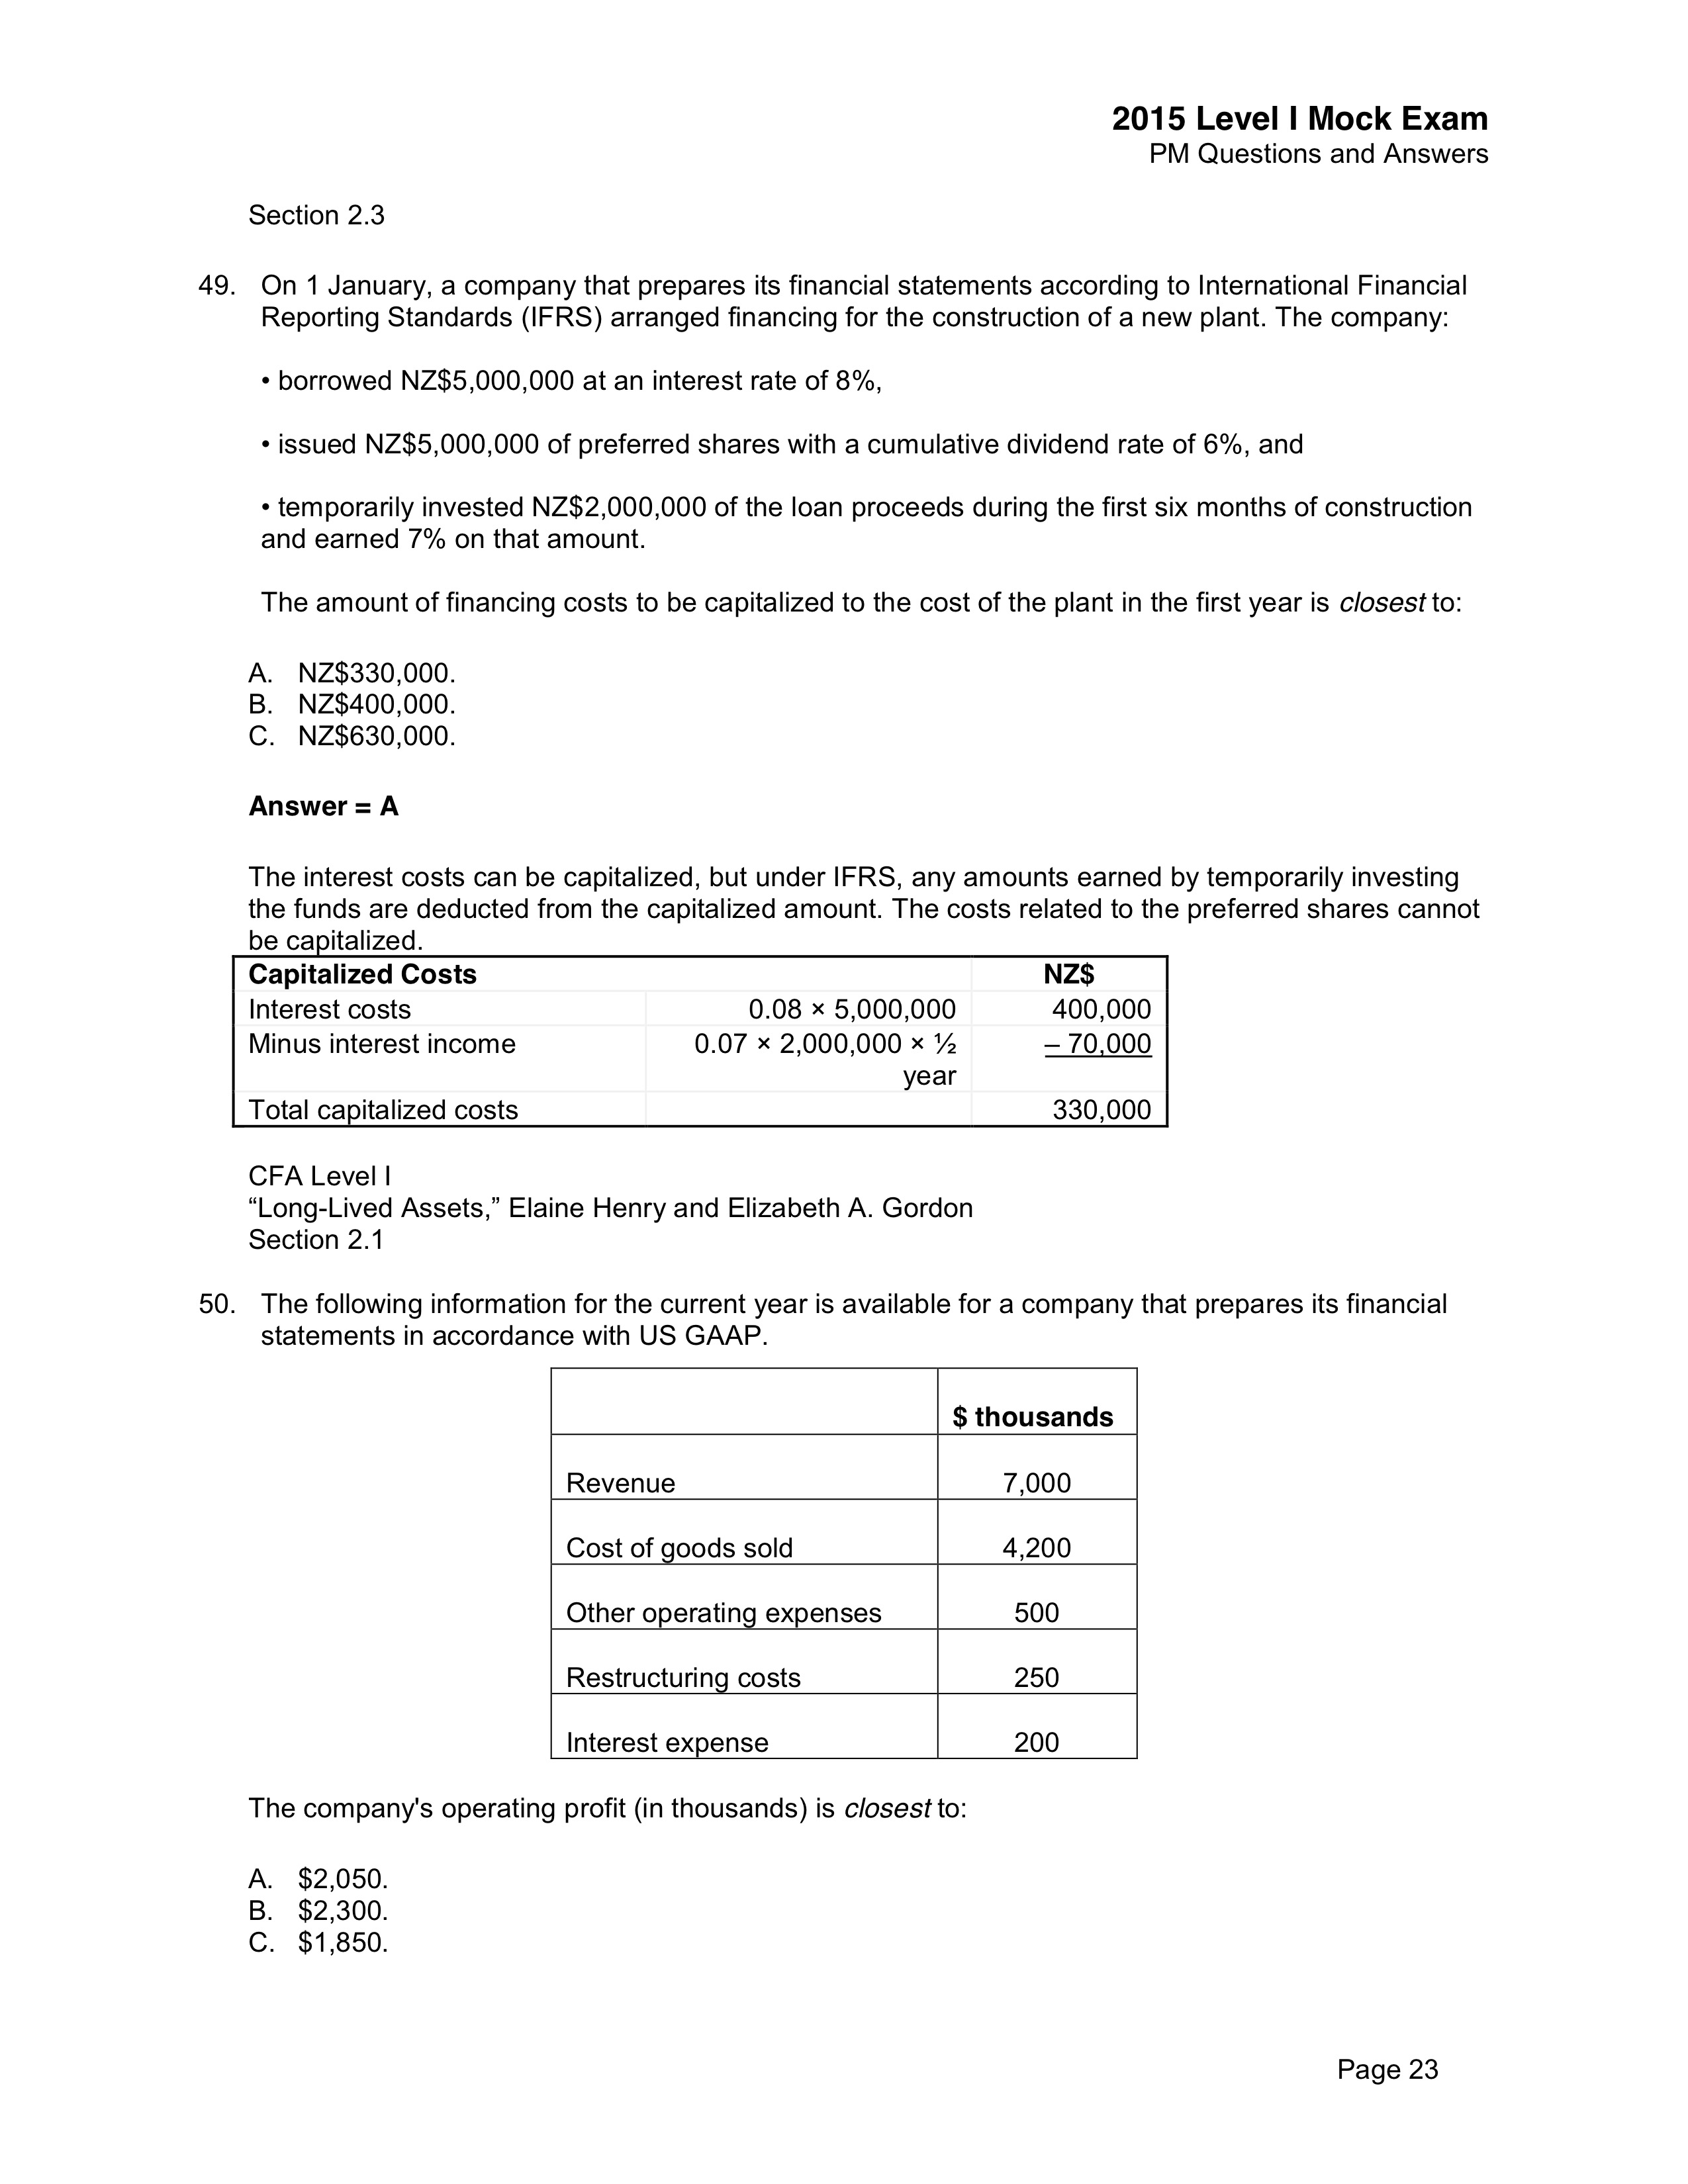 2015 Level I Mock Exam
PM Questions and Answers
Section 2.3
49. On 1 January, a company that prepares its financial statements according to International Financial
Reporting Standards (IFRS) arranged financing for the construction of a new plant. The company:
• borrowed NZ$5,000,000 at an interest rate of 8%,
• issued NZ$5,000,000 of preferred shares with a cumulative dividend rate of 6%, and
• temporarily invested NZ$2,000,000 of the loan proceeds during the first six months of construction
and earned 7% on that amount.
The amount of financing costs to be capitalized to the cost of the plant in the first year is closest to:
A. NZ$330,000.
B. NZ$400,000.
C. NZ$630,000.
Answer = A
The interest costs can be capitalized, but under IFRS, any amounts earned by temporarily investing
the funds are deducted from the capitalized amount. The costs related to the preferred shares cannot
be capitalized.
Capitalized Costs NZ$
Interest costs 0.08 × 5,000,000 400,000
Minus interest income 0.07 × 2,000,000 × ½ – 70,000
year
Total capitalized costs 330,000
CFA Level I
“Long-Lived Assets,” Elaine Henry and Elizabeth A. Gordon
Section 2.1
50. The following information for the current year is available for a company that prepares its financial
statements in accordance with US GAAP.
$ thousands
Revenue 7,000
Cost of goods sold 4,200
Other operating expenses 500
Restructuring costs 250
Interest expense 200
The company's operating profit (in thousands) is closest to:
A. $2,050.
B. $2,300.
C. $1,850.
Page 23